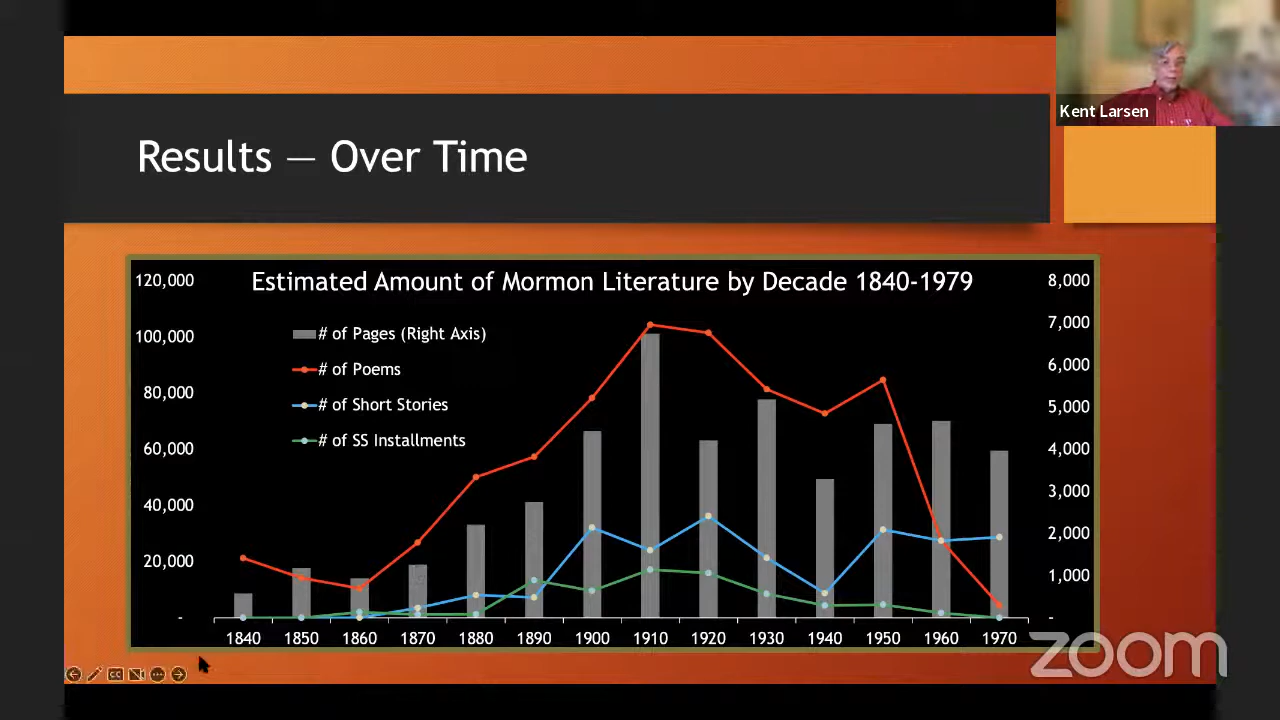 Kent Larsen
Results — Over Time
Estimated Amount of Mormon Literature by Decade 1840-1979
120,000
100,000
80,000
60,000
40,000
20,000
-
# of Pages (Right Axis)
# of Poems
# of Short Stories
# of SS Installments
8,000
7,000
6,000
5,000
4,000
3,000
2,000
1,000
-
1840 1850 1860 1870 1880 1890 1900 1910 1920 1930 1940 1950 1960 1970
CC
zoom